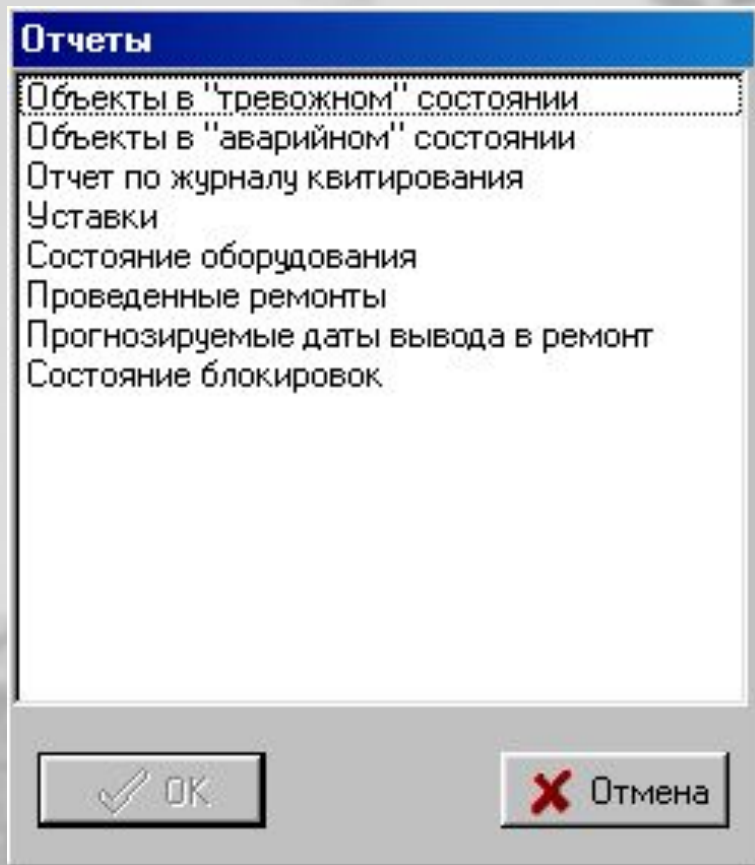 Отчеты
Объекты в "тревожном" состоянии
Объекты в "аварийном" состоянии
Отчет по журналу квитирования
Уставки
Состояние оборудования
Проведенные ремонты
Прогнозируемые даты вывода в ремонт
Состояние блокировок
OK
Отмена